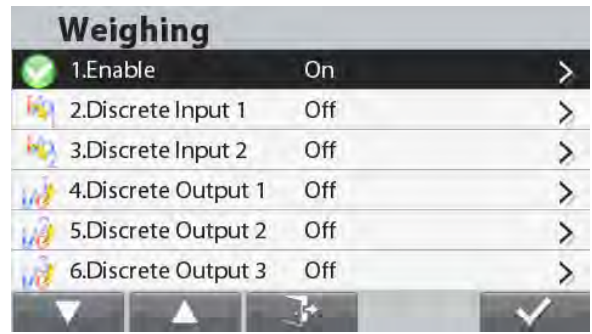 Weighing
1.Enable On
2.Discrete Input 1 Off
3.Discrete Input 2 Off
4.Discrete Output 1 Off
5.Discrete Output 2 Off
6.Discrete Output 3 Off